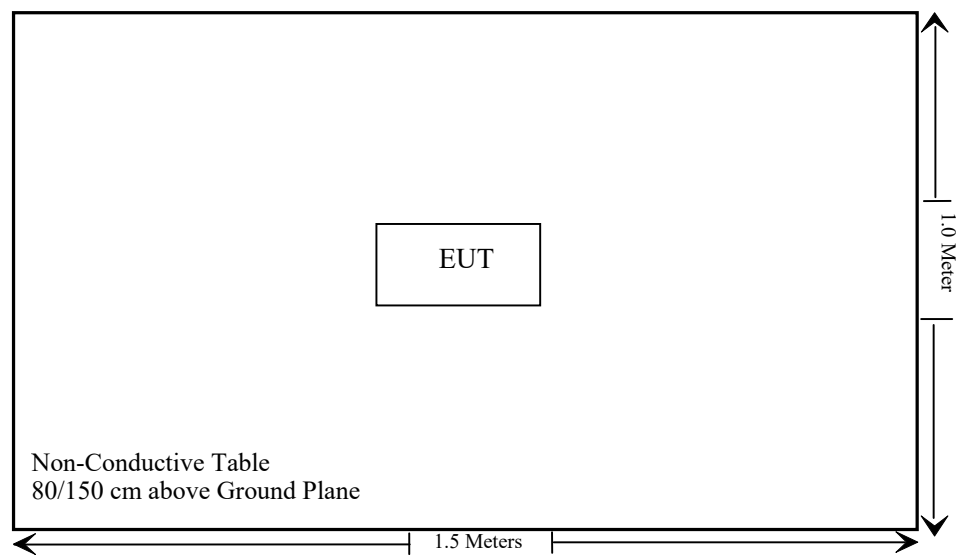 EUT
1.0 Meter
Non-Conductive Table
80/150 cm above Ground Plane
1.5 Meters